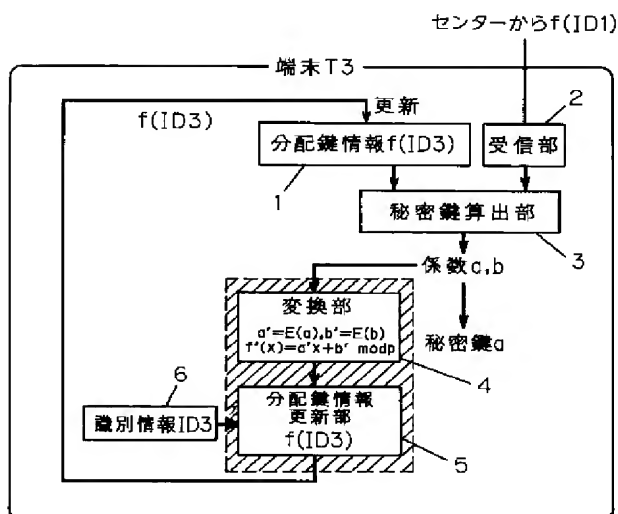 センターからf(ID1)
端末T3
f(ID3)
更新
2
分配鍵情報f(ID3)
受信部
1
秘密鍵算出部
3
係数a,b
変換部
a'=E(a),b'=E(b)
f'(x)=a'x+b' modp
秘密鍵a
4
6
分配鍵情報
更新部
f(ID3)
識別情報ID3
5